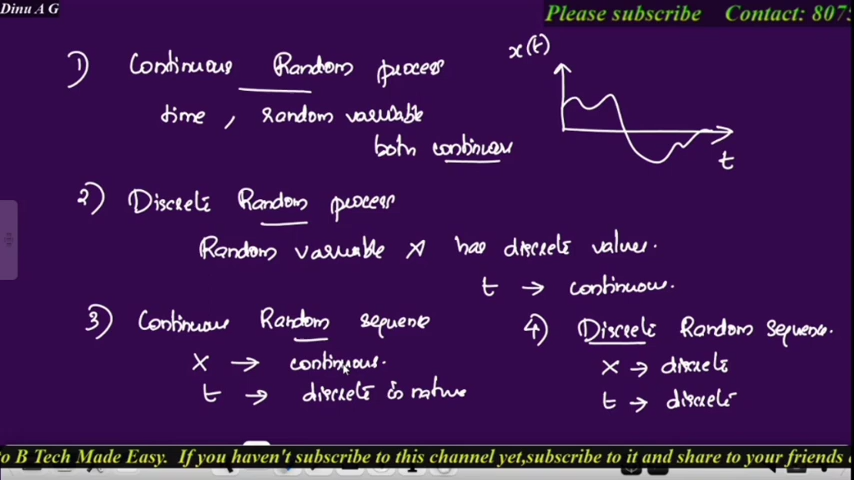 Dinu A G
Please subscribe Contact: 8075
x(t)
1) Continuous Random process
time, random variable
both continuous
t
2) Discrete Random process
Random variable X has discrete values.
t → continuous.
3) Continuous Random sequence
X → continuous.
t → discrete in nature
4) Discrete Random Sequence.
X → discrete
t → discrete
to B Tech Made Easy. If you haven't subscribe to this channel yet,subscribe to it and share to your friends